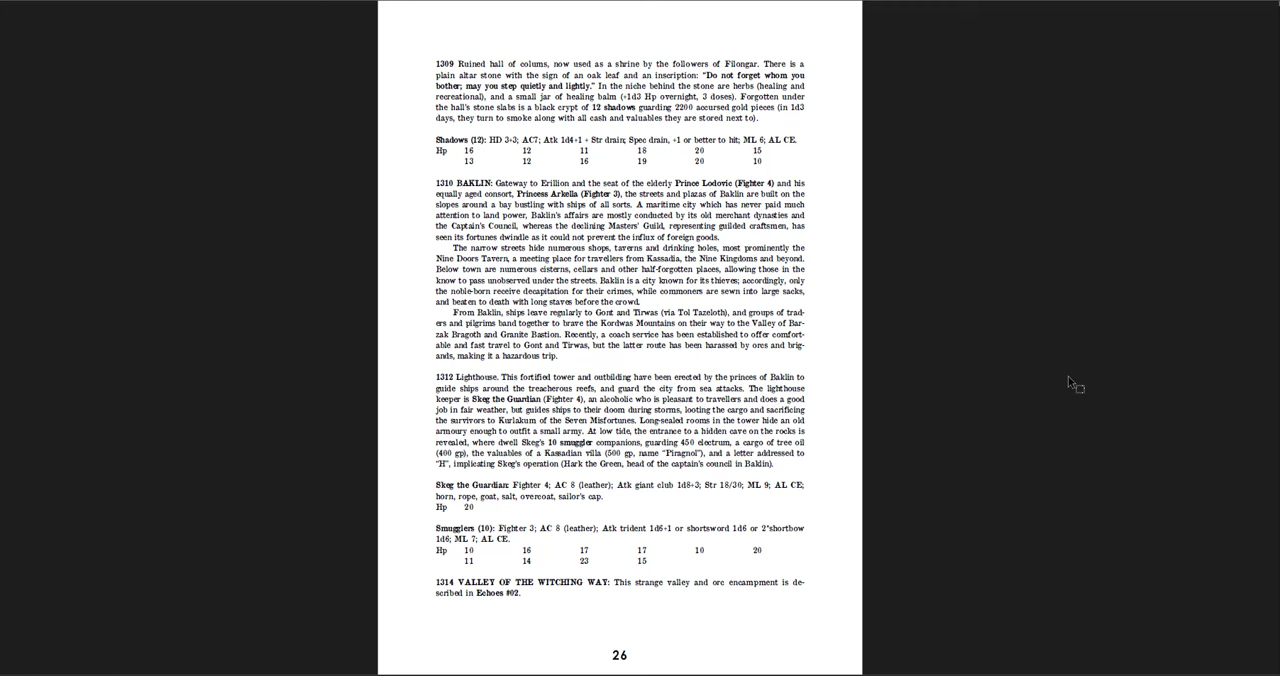 1309 Ruined hall of colums, now used as a shrine by the followers of Filongar. There is a
plain altar stone with the sign of an oak leaf and an inscription: "Do not forget whom you
bother; may you step quietly and lightly." In the niche behind the stone are herbs (healing and
recreational), and a small jar of healing balm (+1d3 Hp overnight, 3 doses). Forgotten under
the hall's stone slabs is a black crypt of 12 shadows guarding 2200 accursed gold pieces (in 1d3
days, they turn to smoke along with all cash and valuables they are stored next to).
Shadows (12): HD 3+3; AC7; Atk 1d4+1 + Str drain; Spec drain, +1 or better to hit; ML 6; AL CE.
Hp 16 12 11 18 20 15
13 12 16 19 20 10
1310 BAKLIN: Gateway to Erillion and the seat of the elderly Prince Lodovic (Fighter 4) and his
equally aged consort, Princess Arkella (Fighter 3), the streets and plazas of Baklin are built on the
slopes around a bay bustling with ships of all sorts. A maritime city which has never paid much
attention to land power, Baklin's affairs are mostly conducted by its old merchant dynasties and
the Captain's Council, whereas the declining Masters' Guild, representing guilded craftsmen, has
seen its fortunes dwindle as it could not prevent the influx of foreign goods.
The narrow streets hide numerous shops, taverns and drinking holes, most prominently the
Nine Doors Tavern, a meeting place for travellers from Kassadia, the Nine Kingdoms and beyond.
Below town are numerous cisterns, cellars and other half-forgotten places, allowing those in the
know to pass unobserved under the streets. Baklin is a city known for its thieves; accordingly, only
the noble-born receive decapitation for their crimes, while commoners are sewn into large sacks,
and beaten to death with long staves before the crowd.
From Baklin, ships leave regularly to Gont and Tirwas (via Tol Tazeloth), and groups of trad-
ers and pilgrims band together to brave the Kordwas Mountains on their way to the Valley of Bar-
zak Bragoth and Granite Bastion. Recently, a coach service has been established to offer comfort-
able and fast travel to Gont and Tirwas, but the latter route has been harassed by orcs and brig-
ands, making it a hazardous trip.
1312 Lighthouse. This fortified tower and outbilding have been erected by the princes of Baklin to
guide ships around the treacherous reefs, and guard the city from sea attacks. The lighthouse
keeper is Skeg the Guardian (Fighter 4), an alcoholic who is pleasant to travellers and does a good
job in fair weather, but guides ships to their doom during storms, looting the cargo and sacrificing
the survivors to Kurlakum of the Seven Misfortunes. Long-sealed rooms in the tower hide an old
armoury enough to outfit a small army. At low tide, the entrance to a hidden cave on the rocks is
revealed, where dwell Skeg's 10 smuggler companions, guarding 450 electrum, a cargo of tree oil
(400 gp), the valuables of a Kassadian villa (500 gp, name "Piragnol"), and a letter addressed to
"H", implicating Skeg's operation (Hark the Green, head of the captain's council in Baklin).
Skeg the Guardian: Fighter 4; AC 8 (leather); Atk giant club 1d8+3; Str 18/30; ML 9; AL CE;
horn, rope, goat, salt, overcoat, sailor's cap.
Hp 20
Smugglers (10): Fighter 3; AC 8 (leather); Atk trident 1d6+1 or shortsword 1d6 or 2*shortbow
1d6; ML 7; AL CE.
Hp 10 16 17 17 10 20
11 14 23 15
1314 VALLEY OF THE WITCHING WAY: This strange valley and orc encampment is de-
scribed in Echoes #02.
26